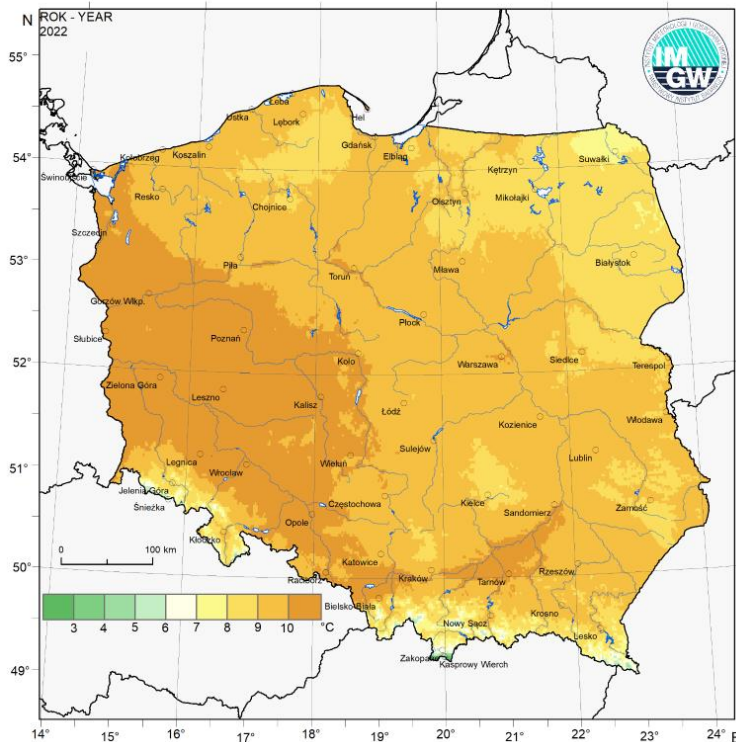 N
ROK - YEAR
2022
IM
GW
55°
54°
53°
52°
51°
50°
49°
Łeba
Ustka
Lębork
Hel
Kołobrzeg
Koszalin
Gdańsk
Elbląg
Suwałki
Świnoujście
Resko
Chojnice
Olsztyn
Kętrzyn
Mikołajki
Szczecin
Piła
Toruń
Mława
Białystok
Gorzów Wlkp.
Płock
Słubice
Poznań
Koło
Warszawa
Siedlce
Terespol
Zielona Góra
Leszno
Kalisz
Łódź
Kozienice
Włodawa
Sulejów
Legnica
Wrocław
Wieluń
Lublin
Jelenia Góra
Śnieżka
Częstochowa
Kielce
Sandomierz
Zamość
Opole
Kłodzko
0
100 km
Katowice
Kraków
Tarnów
Rzeszów
Racibórz
Bielsko-Biała
Nowy Sącz
Krosno
Lesko
Zakopane
Kasprowy Wierch
3 4 5 6 7 8 9 10 °C
14° 15° 16° 17° 18° 19° 20° 21° 22° 23° 24° E